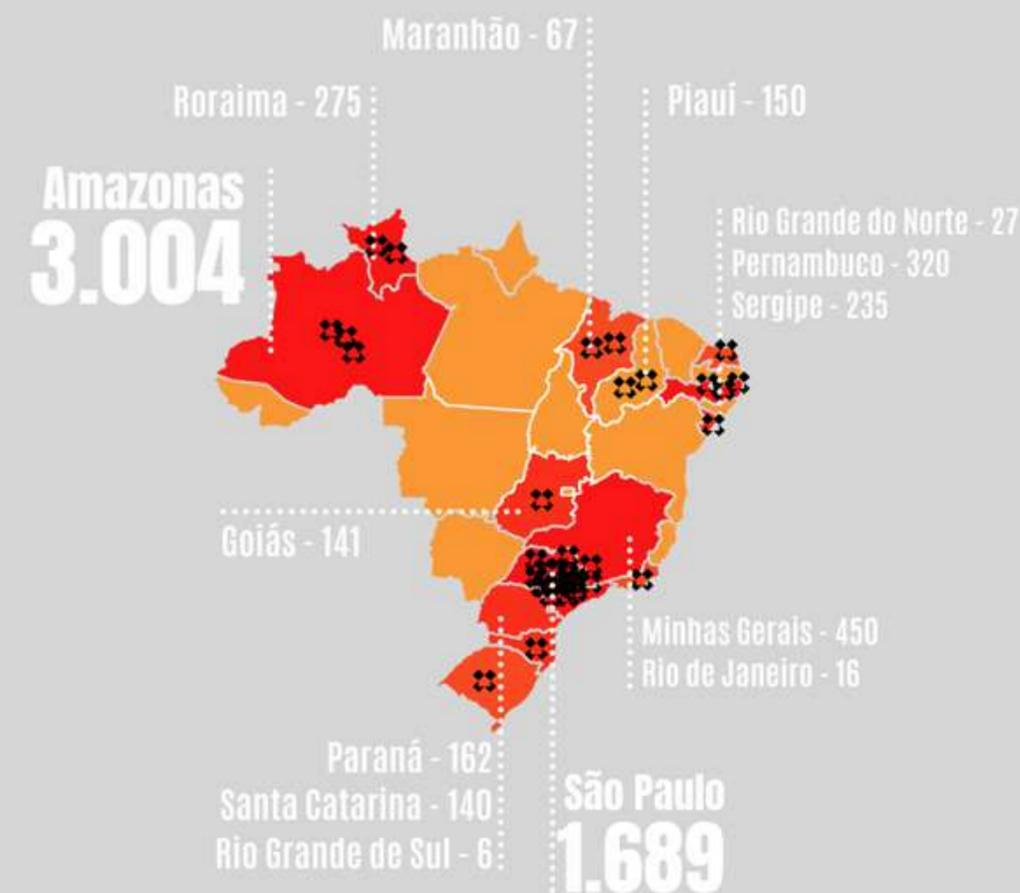 Maranhão - 67
Roraima - 275
Piauí - 150
Amazonas
3.004
Rio Grande do Norte - 27
Pernambuco - 320
Sergipe - 235
Goiás - 141
Minhas Gerais - 450
Rio de Janeiro - 16
Paraná - 162
Santa Catarina - 140
Rio Grande de Sul - 6
São Paulo
1.689